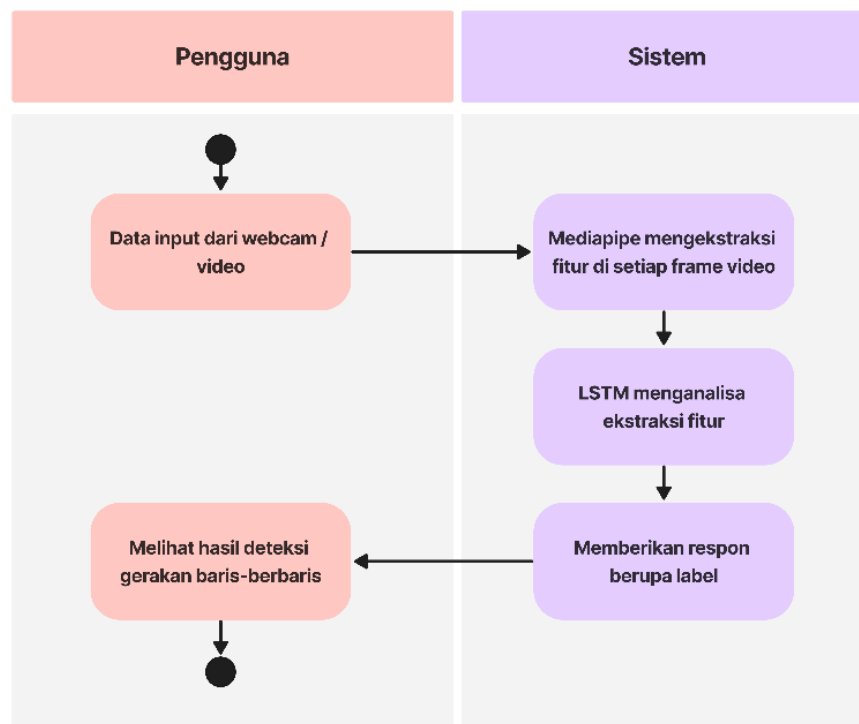 Pengguna
Sistem
Data input dari webcam /
video
Mediapipe mengekstraksi
fitur di setiap frame video
LSTM menganalisa
ekstraksi fitur
Memberikan respon
berupa label
Melihat hasil deteksi
gerakan baris-berbaris